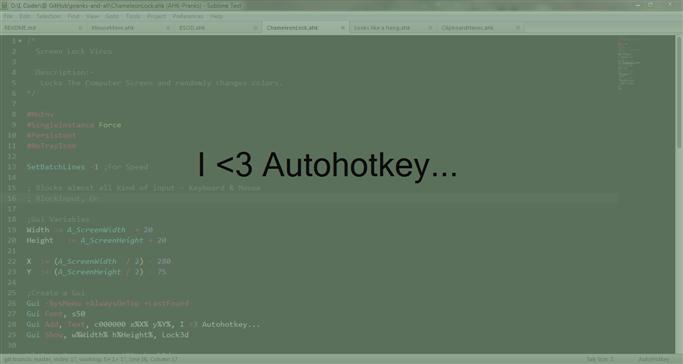 D:\I_Coder\@ GitHub\pranks-and-all\ChameleonLock.ahk (AHK-Pranks) - Sublime Text
File Edit Selection Find View Goto Tools Project Preferences Help
README.md MouseMove.ahk BSOD.ahk ChameleonLock.ahk Looks like a hang.ahk ClipboardHaxxs.ahk
1 /*
2 Screen Lock Virus
3
4 Description:-
5 Locks The Computer Screen and randomly changes colors.
6 */
7
8 #NoEnv
9 #SingleInstance Force
10 #Persistent
11 #NoTrayIcon
12
13 SetBatchLines -1 ;For Speed
14
15 ; Blocks almost all kind of input - Keyboard & Mouse
16 ; BlockInput, On
17
18 ;Gui Variables
19 Width := A_ScreenWidth + 20
20 Height := A_ScreenHeight + 20
21
22 X := (A_ScreenWidth / 2) - 280
23 Y := (A_ScreenHeight / 2) - 75
24
25 ;Create a Gui
26 Gui -SysMenu +AlwaysOnTop +LastFound
27 Gui Font, s50
28 Gui Add, Text, c000000 x%X% y%Y%, I <3 Autohotkey...
29 Gui Show, w%Width% h%Height%, Lock3d
30
I <3 Autohotkey...
git branch: master, index: Line 16, Column 17
Tab Size: AutoHotkey